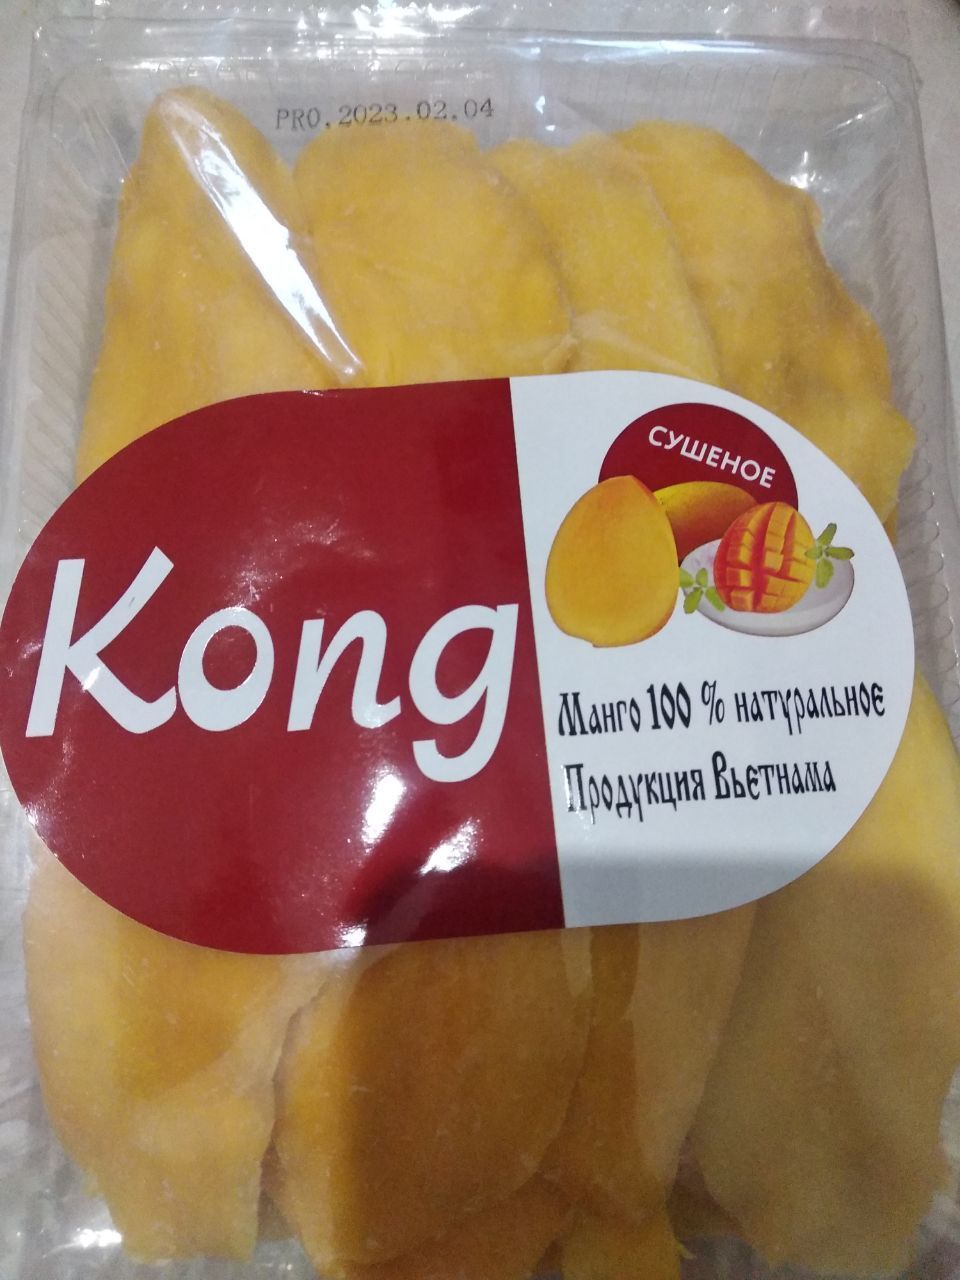 PRO.2023.02.04
СУШЕНОЕ
Kong
Манго 100 % натуральное
Продукция Вьетнама